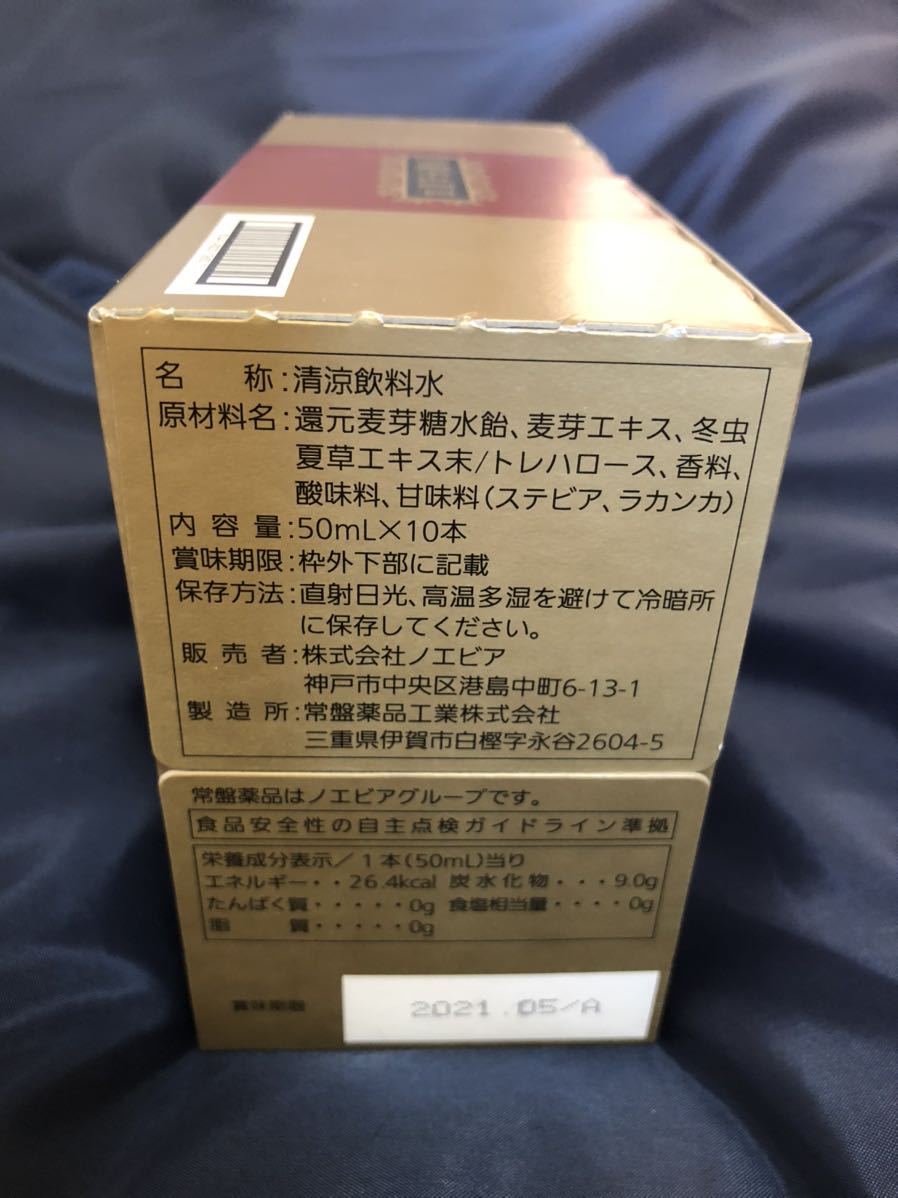 名　　称:清涼飲料水
原材料名:還元麦芽糖水飴、麦芽エキス、冬虫
夏草エキス末/トレハロース、香料、
酸味料、甘味料(ステビア、ラカンカ)
内 容 量:50mL×10本
賞味期限:枠外下部に記載
保存方法:直射日光、高温多湿を避けて冷暗所
に保存してください。
販 売 者:株式会社ノエビア
神戸市中央区港島中町6-13-1
製 造 所:常盤薬品工業株式会社
三重県伊賀市白樫字永谷2604-5
常盤薬品はノエビアグループです。
食品安全性の自主点検ガイドライン準拠
栄養成分表示/1本(50mL)当り
エネルギー・・26.4kcal 炭水化物・・・9.0g
たんぱく質・・・・・0g 食塩相当量・・・・0g
脂　　質・・・・・0g
賞味期限 2021.05/A